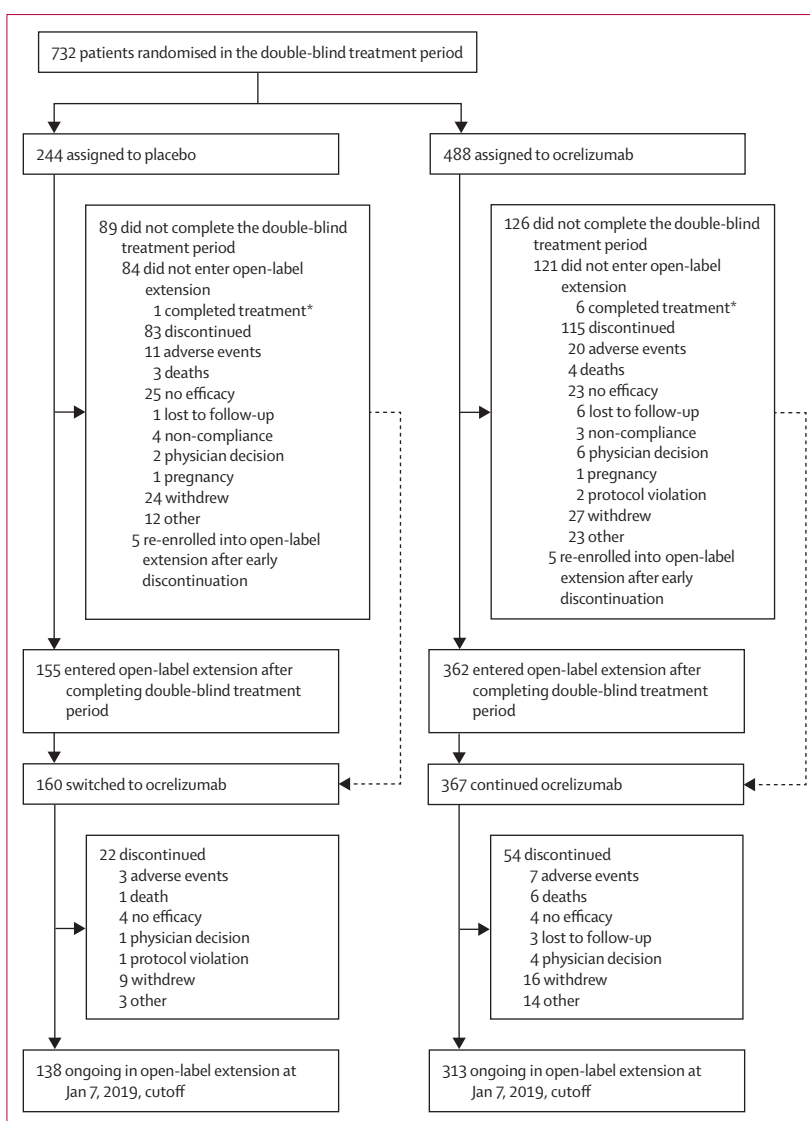 732 patients randomised in the double-blind treatment period
244 assigned to placebo
488 assigned to ocrelizumab
89 did not complete the double-blind
treatment period
84 did not enter open-label
extension
1 completed treatment*
83 discontinued
11 adverse events
3 deaths
25 no efficacy
1 lost to follow-up
4 non-compliance
2 physician decision
1 pregnancy
24 withdrew
12 other
5 re-enrolled into open-label
extension after early
discontinuation
126 did not complete the double-blind
treatment period
121 did not enter open-label
extension
6 completed treatment*
115 discontinued
20 adverse events
4 deaths
23 no efficacy
6 lost to follow-up
3 non-compliance
6 physician decision
1 pregnancy
2 protocol violation
27 withdrew
23 other
5 re-enrolled into open-label
extension after early
discontinuation
155 entered open-label extension after
completing double-blind treatment
period
362 entered open-label extension after
completing double-blind treatment
period
160 switched to ocrelizumab
367 continued ocrelizumab
22 discontinued
3 adverse events
1 death
4 no efficacy
1 physician decision
1 protocol violation
9 withdrew
3 other
54 discontinued
7 adverse events
6 deaths
4 no efficacy
3 lost to follow-up
4 physician decision
16 withdrew
14 other
138 ongoing in open-label extension at
Jan 7, 2019, cutoff
313 ongoing in open-label extension at
Jan 7, 2019, cutoff